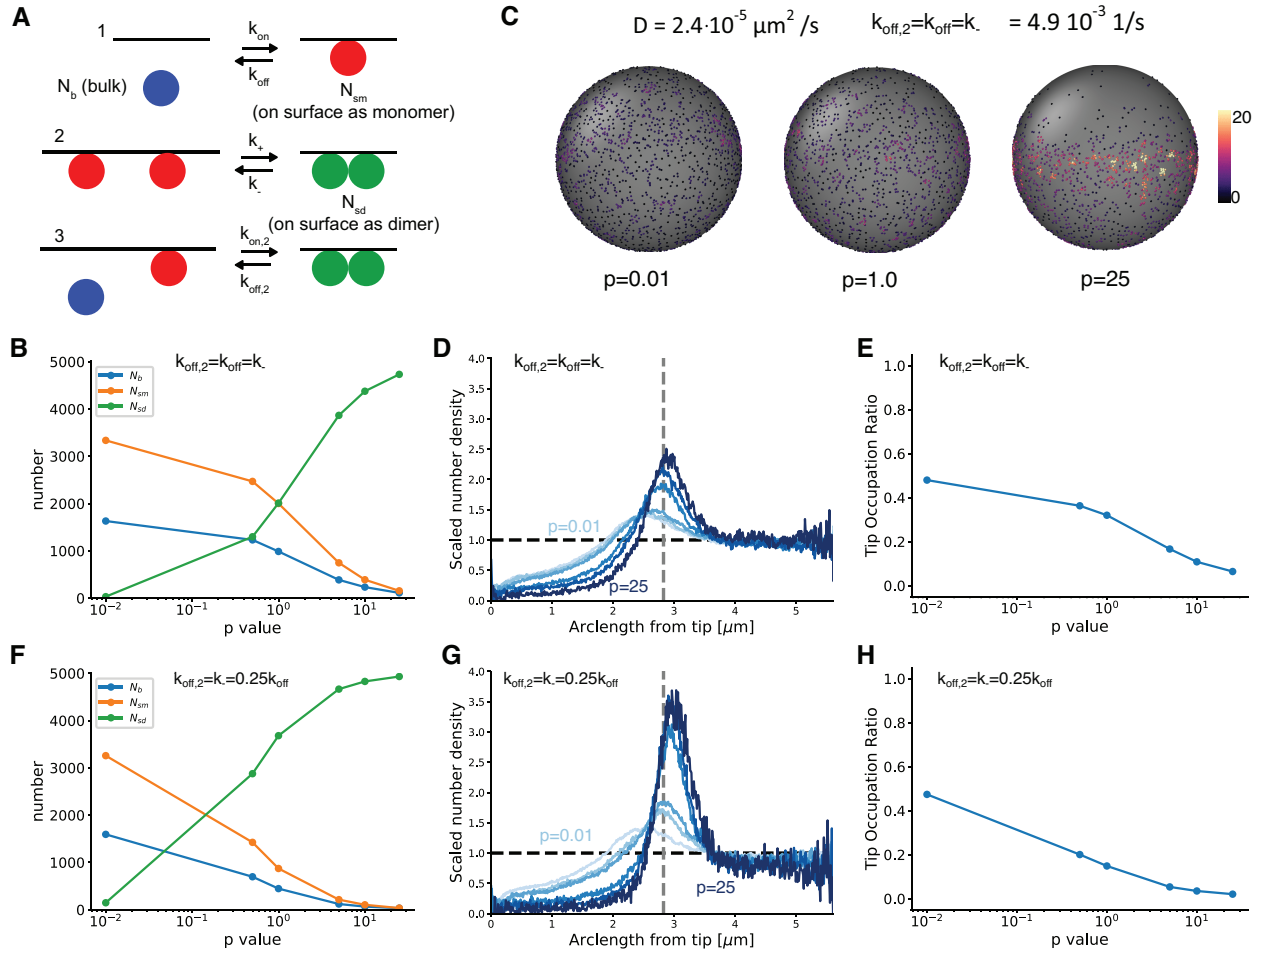 A
1
k_on
k_off
N_b (bulk)
N_sm
(on surface as monomer)
2
k_+
k_-
N_sd
(on surface as dimer)
3
k_on,2
k_off,2
C
D = 2.4·10^-5 μm^2 /s
k_off,2=k_off=k_- = 4.9 10^-3 1/s
20
0
p=0.01
p=1.0
p=25
B
k_off,2=k_off=k_-
5000
4000
3000
2000
1000
0
number
N_b
N_sm
N_sd
10^-2 10^-1 10^0 10^1
p value
D
k_off,2=k_off=k_-
4.0
3.5
3.0
2.5
2.0
1.5
1.0
0.5
0.0
Scaled number density
p=0.01
p=25
0 1 2 3 4 5
Arclength from tip [μm]
E
k_off,2=k_off=k_-
1.0
0.8
0.6
0.4
0.2
0.0
Tip Occupation Ratio
10^-2 10^-1 10^0 10^1
p value
F
k_off,2=k_-=0.25k_off
5000
4000
3000
2000
1000
0
number
N_b
N_sm
N_sd
10^-2 10^-1 10^0 10^1
p value
G
k_off,2=k_-=0.25k_off
4.0
3.5
3.0
2.5
2.0
1.5
1.0
0.5
0.0
Scaled number density
p=0.01
p=25
0 1 2 3 4 5
Arclength from tip [μm]
H
k_off,2=k_-=0.25k_off
1.0
0.8
0.6
0.4
0.2
0.0
Tip Occupation Ratio
10^-2 10^-1 10^0 10^1
p value